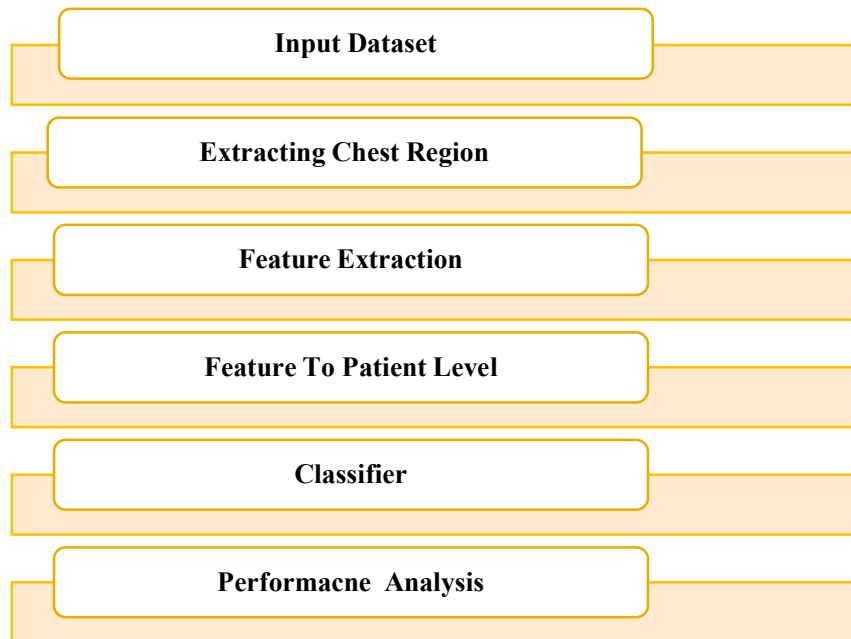 Input Dataset
Extracting Chest Region
Feature Extraction
Feature To Patient Level
Classifier
Performacne  Analysis